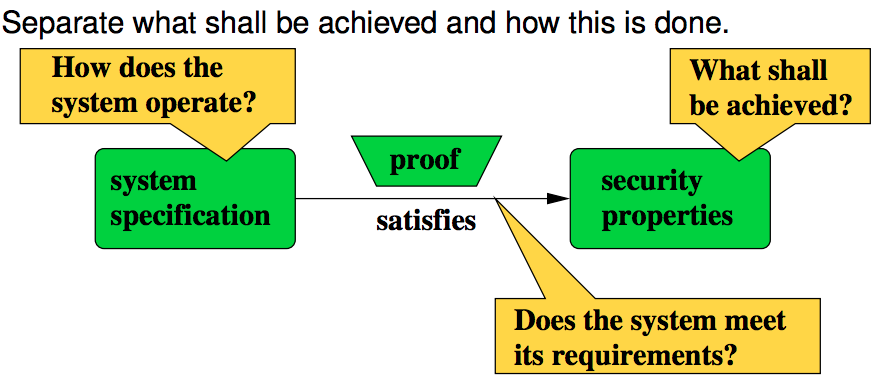 Separate what shall be achieved and how this is done.
How does the
system operate?
What shall
be achieved?
proof
system
specification
satisfies
security
properties
Does the system meet
its requirements?